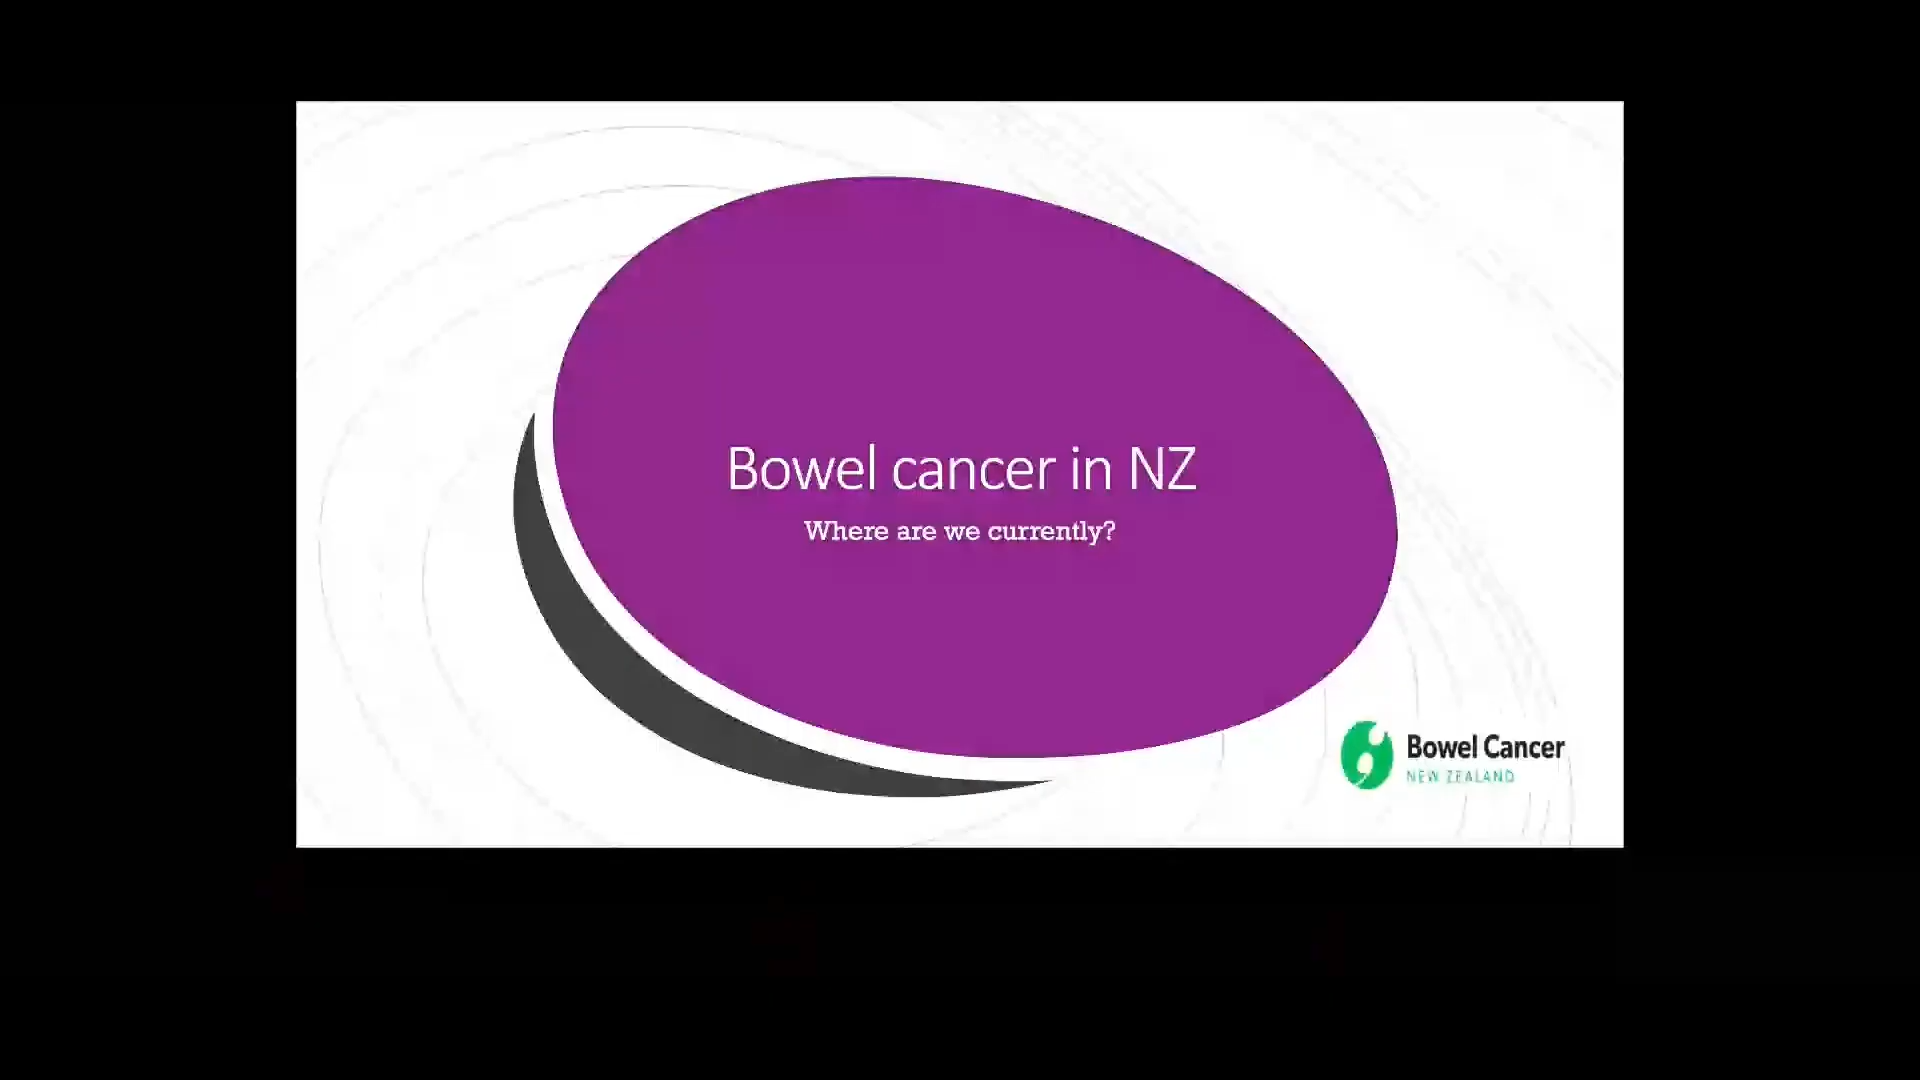 Bowel cancer in NZ
Where are we currently?
Bowel Cancer
NEW ZEALAND